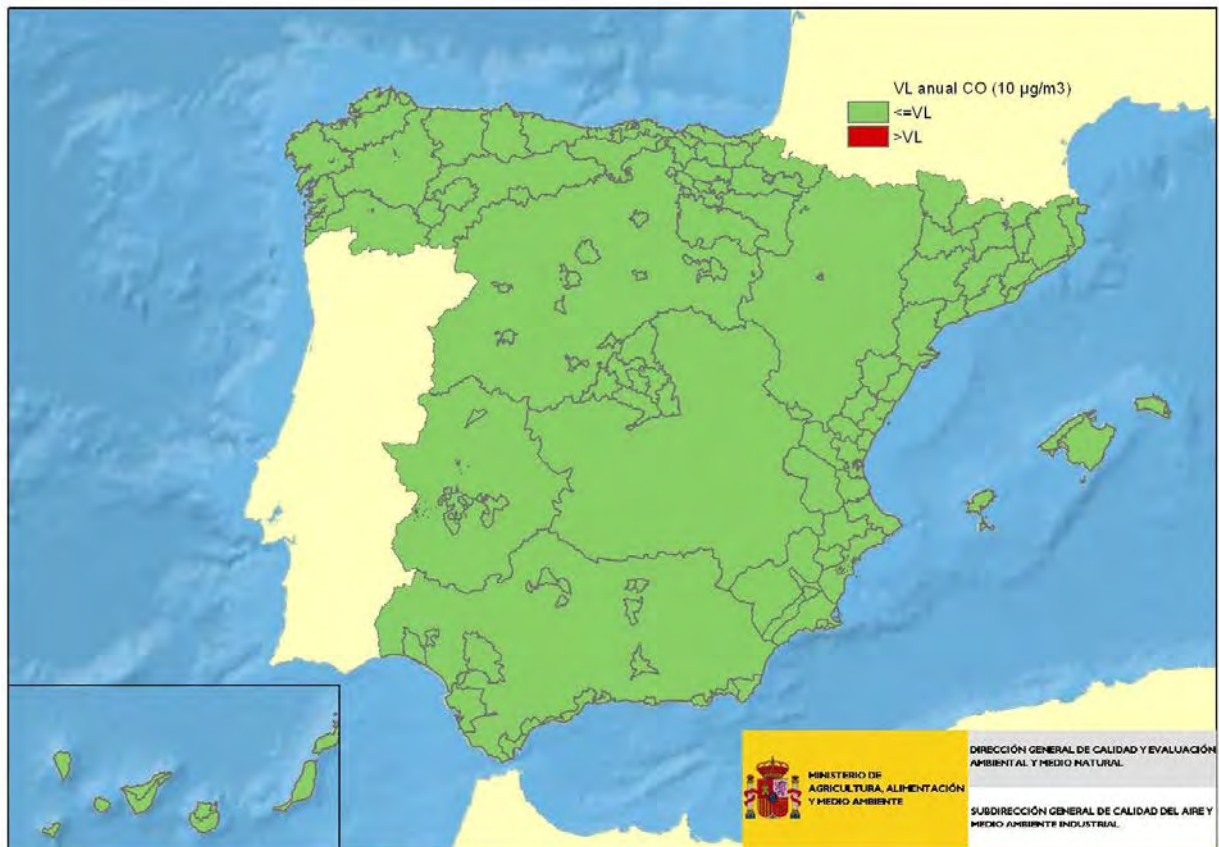 VL anual CO (10 µg/m3)
<=VL
>VL
MINISTERIO DE
AGRICULTURA, ALIMENTACIÓN
Y MEDIO AMBIENTE
DIRECCIÓN GENERAL DE CALIDAD Y EVALUACIÓN
AMBIENTAL Y MEDIO NATURAL
SUBDIRECCIÓN GENERAL DE CALIDAD DEL AIRE Y
MEDIO AMBIENTE INDUSTRIAL